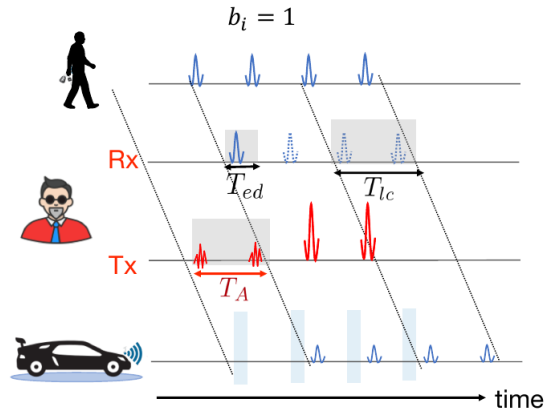 b_i = 1
Rx
T_ed
T_lc
Tx
T_A
time